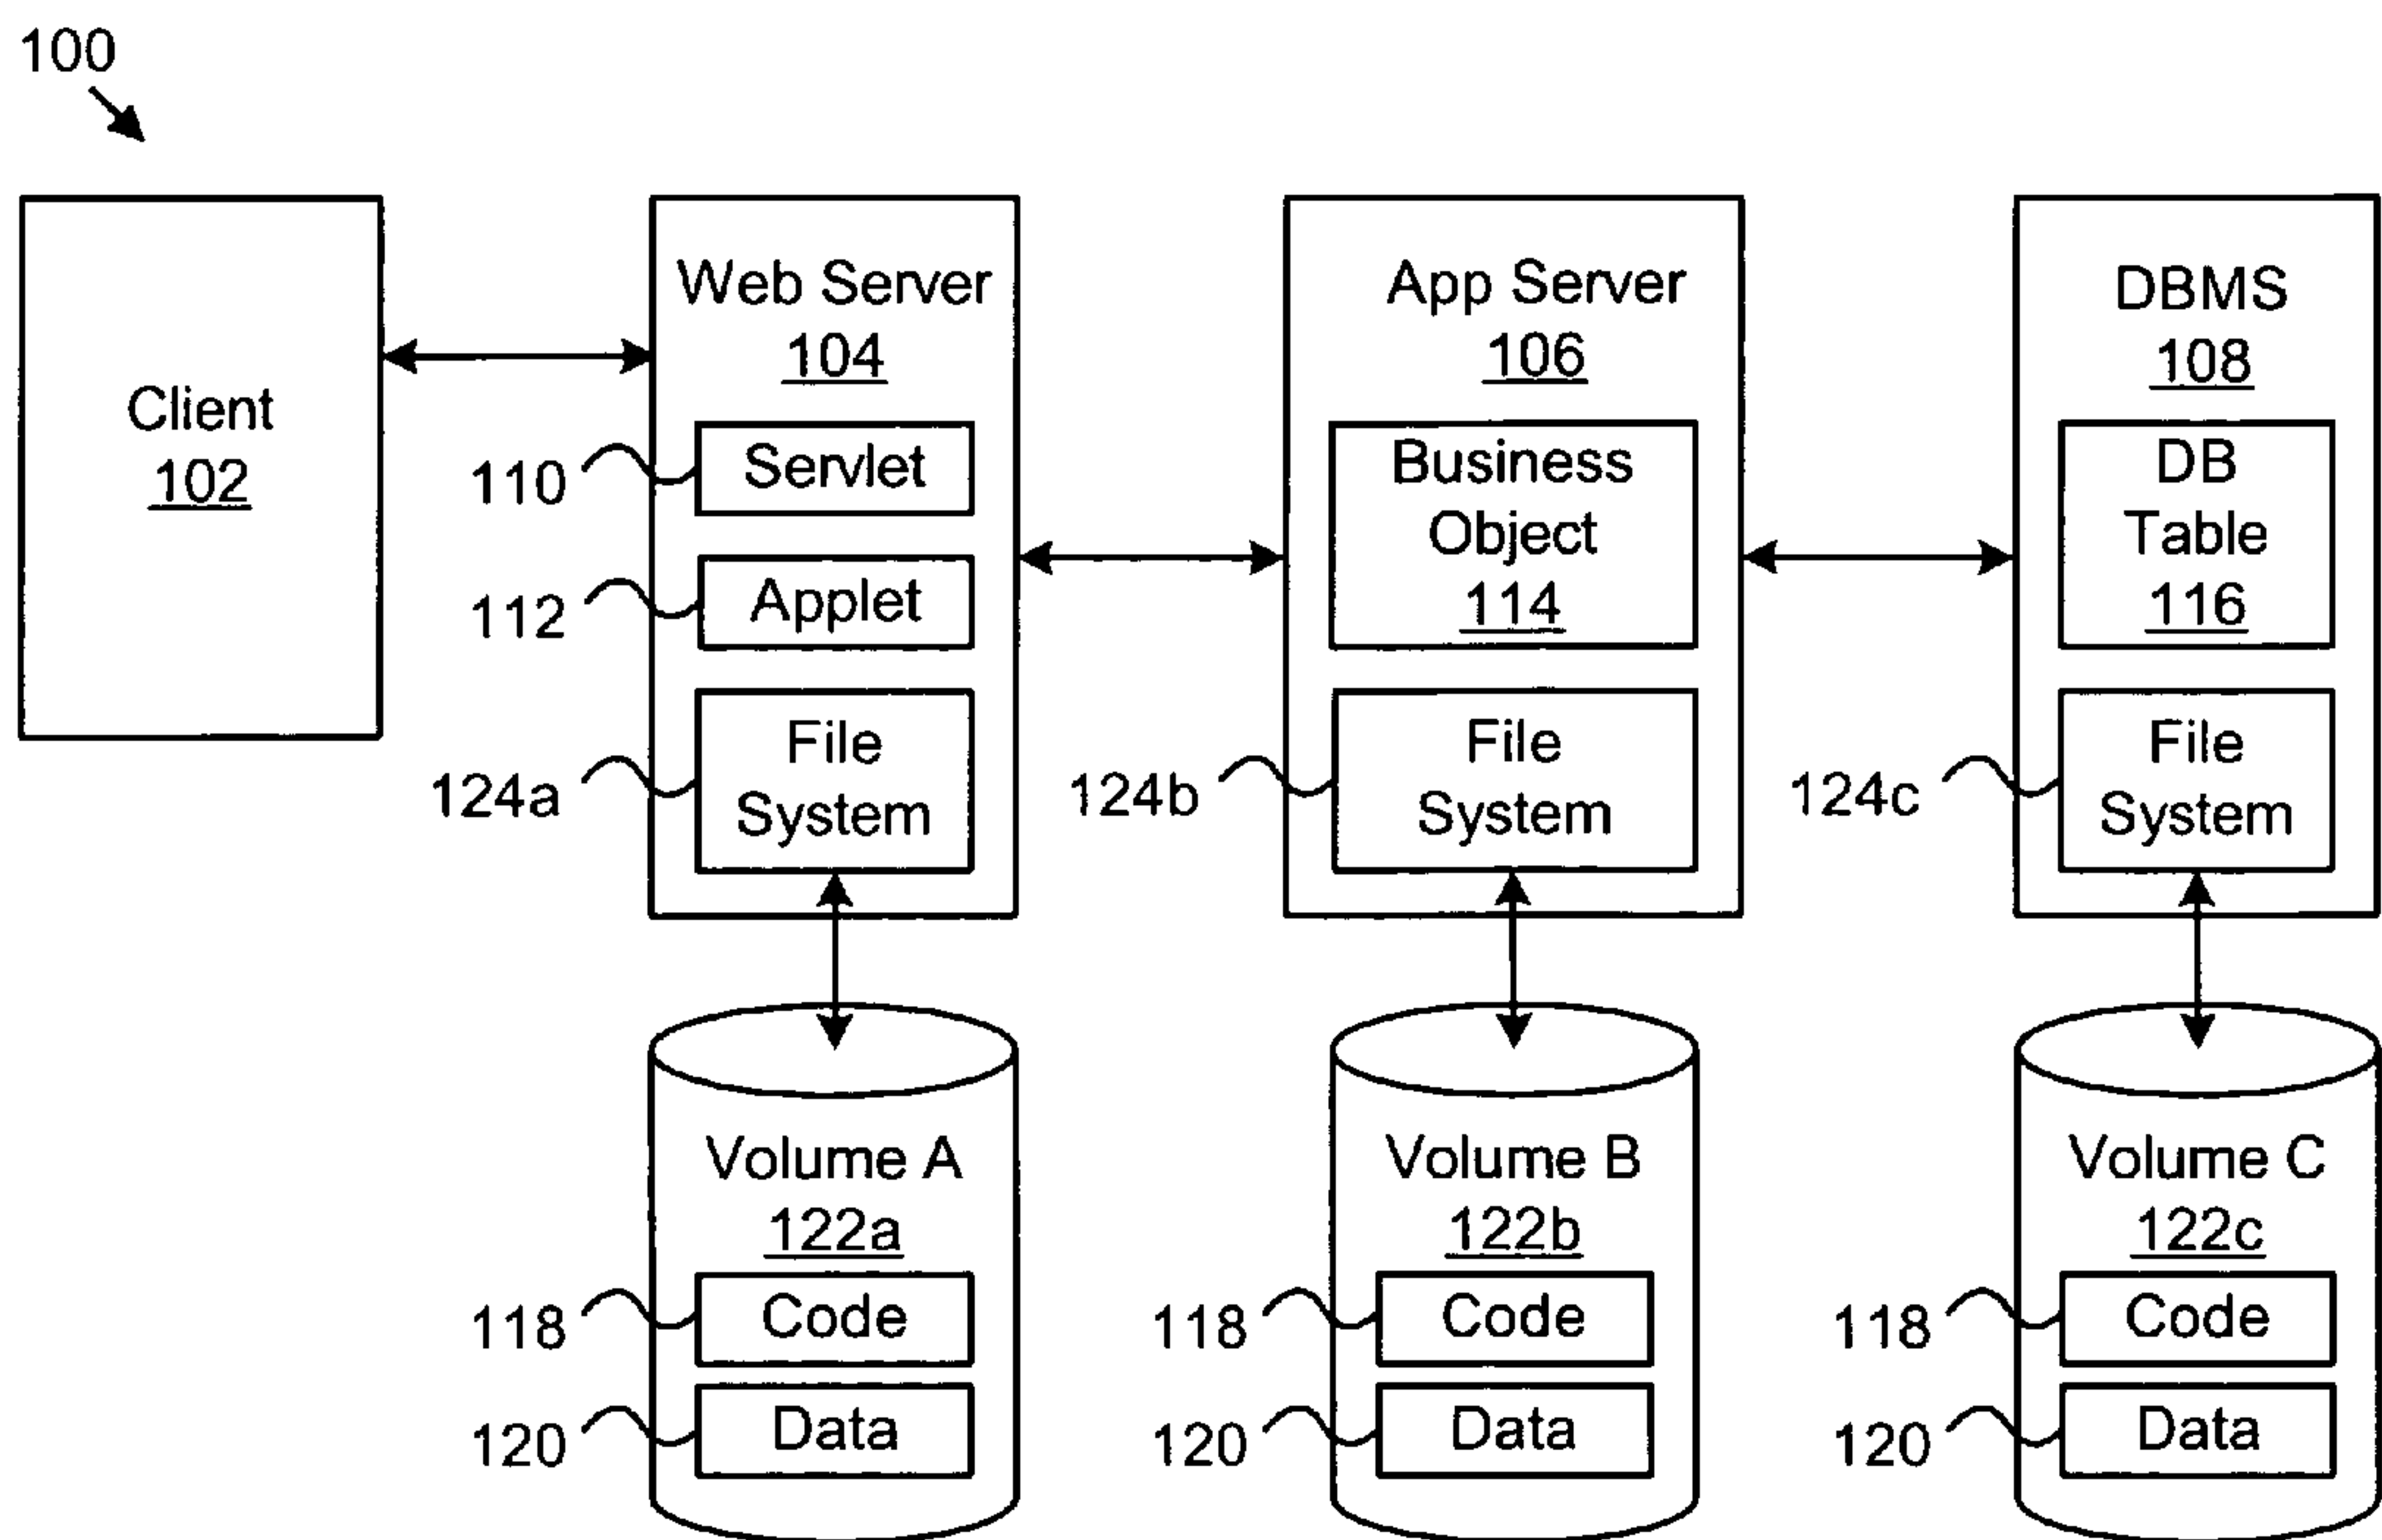 100
Client
102
Web Server
104
110
Servlet
112
Applet
124a
File
System
App Server
106
Business
Object
114
124b
File
System
DBMS
108
DB
Table
116
124c
File
System
Volume A
122a
118
Code
120
Data
Volume B
122b
118
Code
120
Data
Volume C
122c
118
Code
120
Data